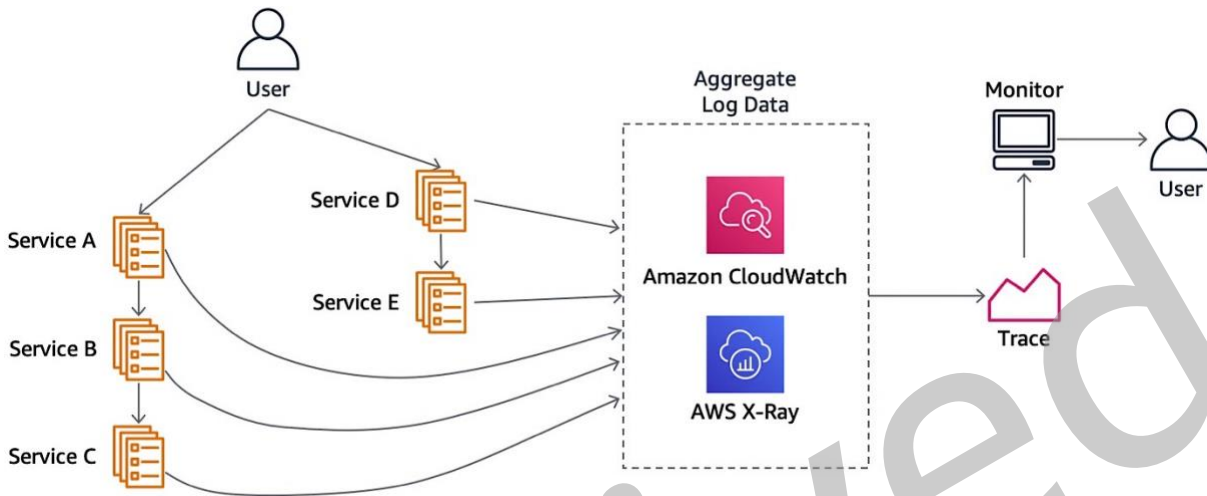 User
Aggregate
Log Data
Monitor
User
Service D
Service A
Amazon CloudWatch
Service E
Trace
Service B
AWS X-Ray
Service C